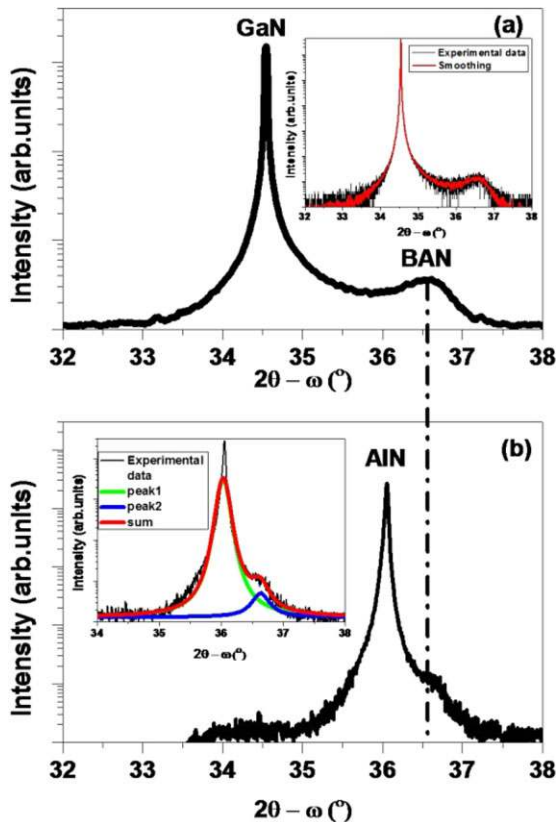 GaN
(a)
Intensity (arb.units)
Experimental data
Smoothing
Intensity (arb.units)
32 33 34 35 36 37 38
2θ – ω (º)
BAN
32 33 34 35 36 37 38
2θ – ω (º)
(b)
AlN
Intensity (arb.units)
Experimental
data
peak1
peak2
sum
Intensity (arb.units)
34 35 36 37 38
2θ – ω (º)
32 33 34 35 36 37 38
2θ – ω (º)